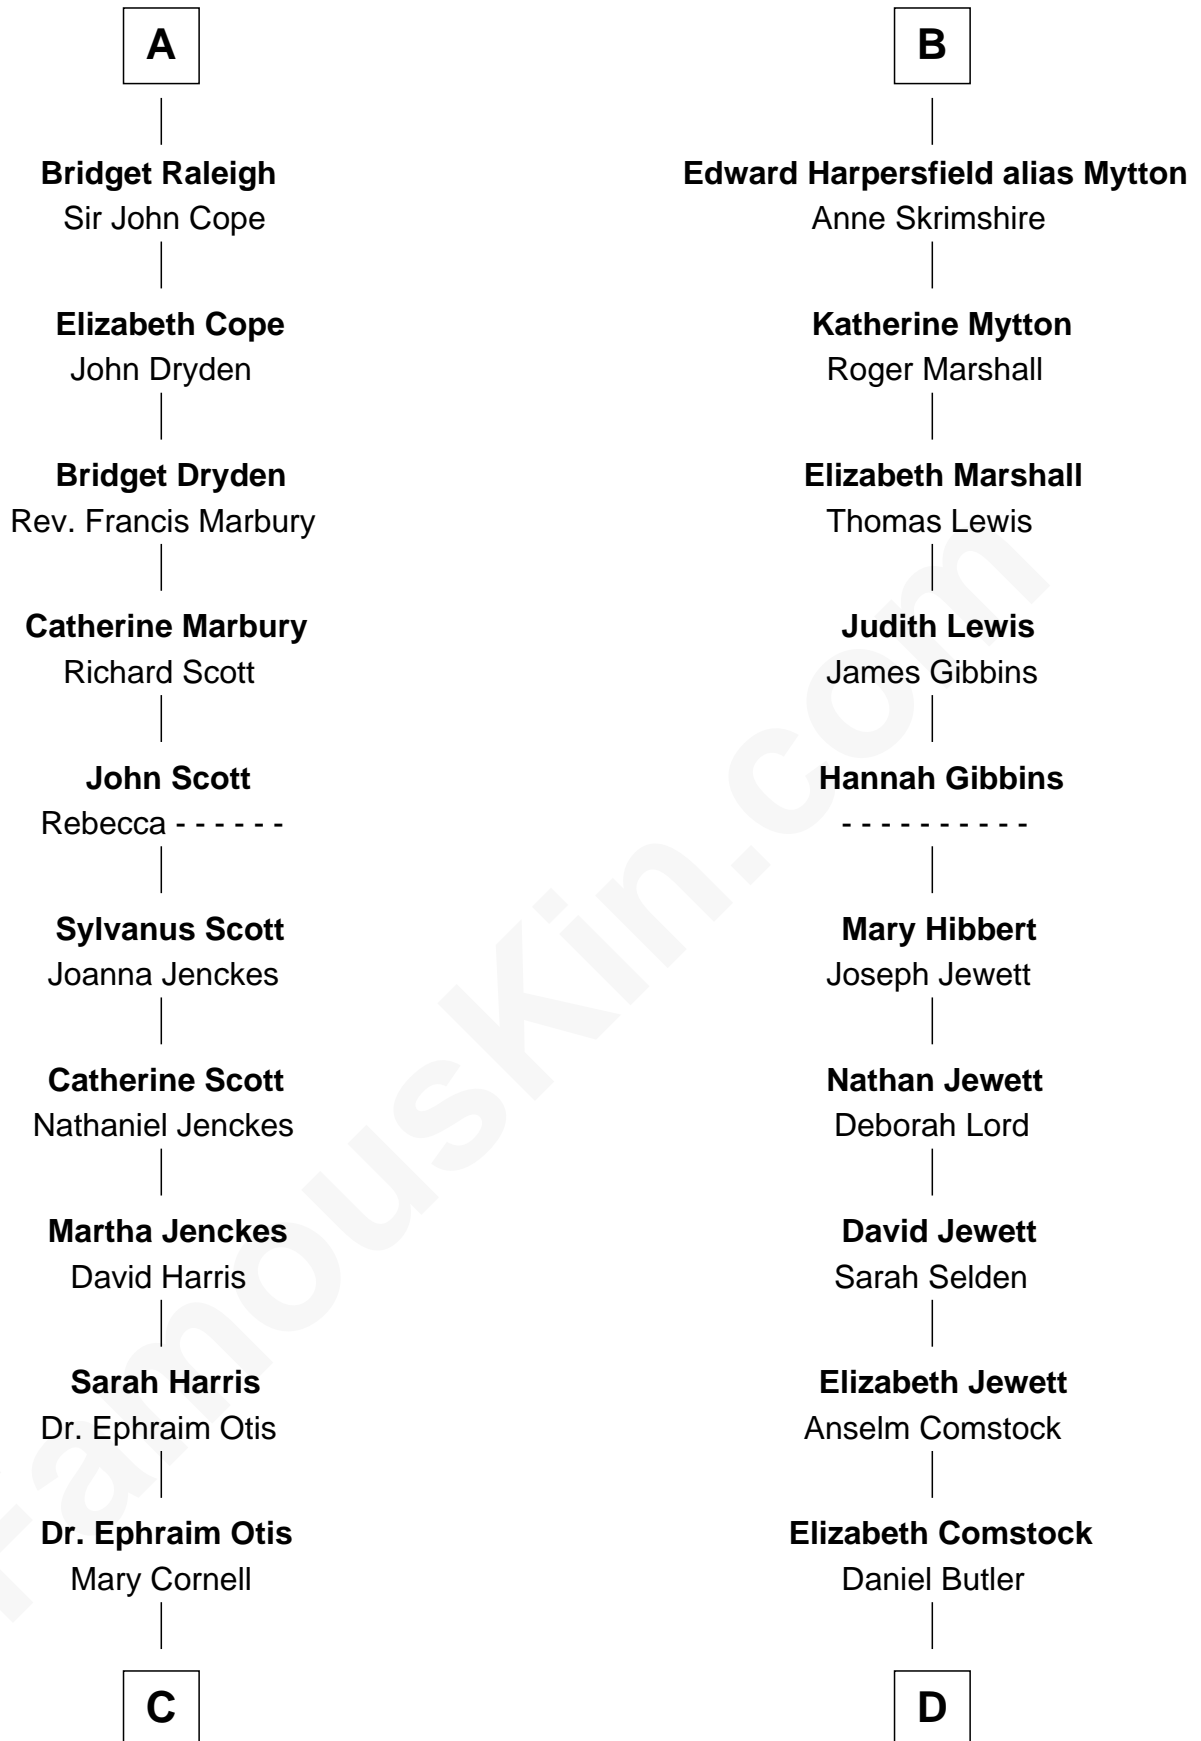 A
Bridget Raleigh
Sir John Cope
Elizabeth Cope
John Dryden
Bridget Dryden
Rev. Francis Marbury
Catherine Marbury
Richard Scott
John Scott
Rebecca - - - - - -
Sylvanus Scott
Joanna Jenckes
Catherine Scott
Nathaniel Jenckes
Martha Jenckes
David Harris
Sarah Harris
Dr. Ephraim Otis
Dr. Ephraim Otis
Mary Cornell
C
B
Edward Harpersfield alias Mytton
Anne Skrimshire
Katherine Mytton
Roger Marshall
Elizabeth Marshall
Thomas Lewis
Judith Lewis
James Gibbins
Hannah Gibbins
- - - - - - - - - -
Mary Hibbert
Joseph Jewett
Nathan Jewett
Deborah Lord
David Jewett
Sarah Selden
Elizabeth Jewett
Anselm Comstock
Elizabeth Comstock
Daniel Butler
D
FamousKin.com